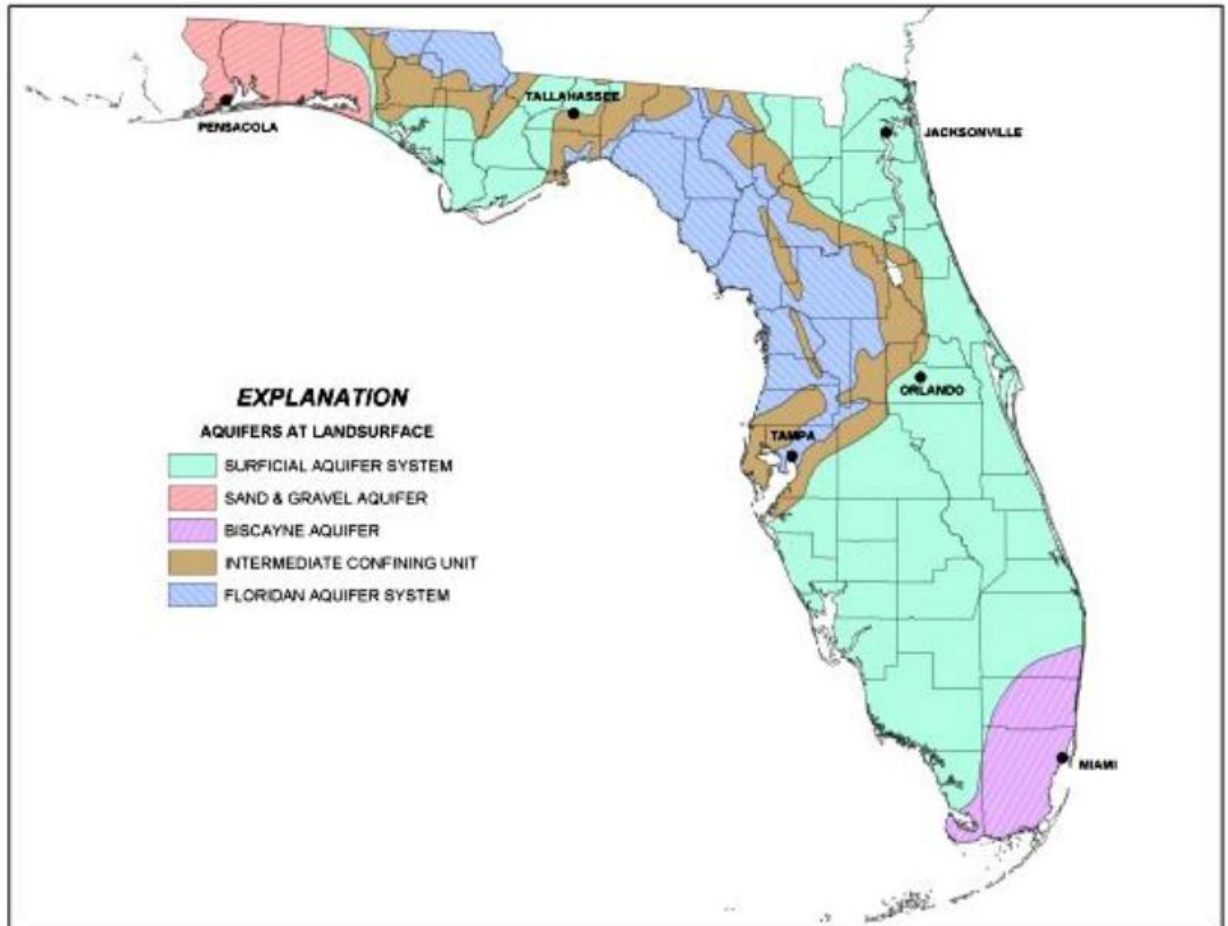 TALLAHASSEE
PENSACOLA
JACKSONVILLE
ORLANDO
TAMPA
MIAMI
EXPLANATION
AQUIFERS AT LANDSURFACE
SURFICIAL AQUIFER SYSTEM
SAND & GRAVEL AQUIFER
BISCAYNE AQUIFER
INTERMEDIATE CONFINING UNIT
FLORIDAN AQUIFER SYSTEM